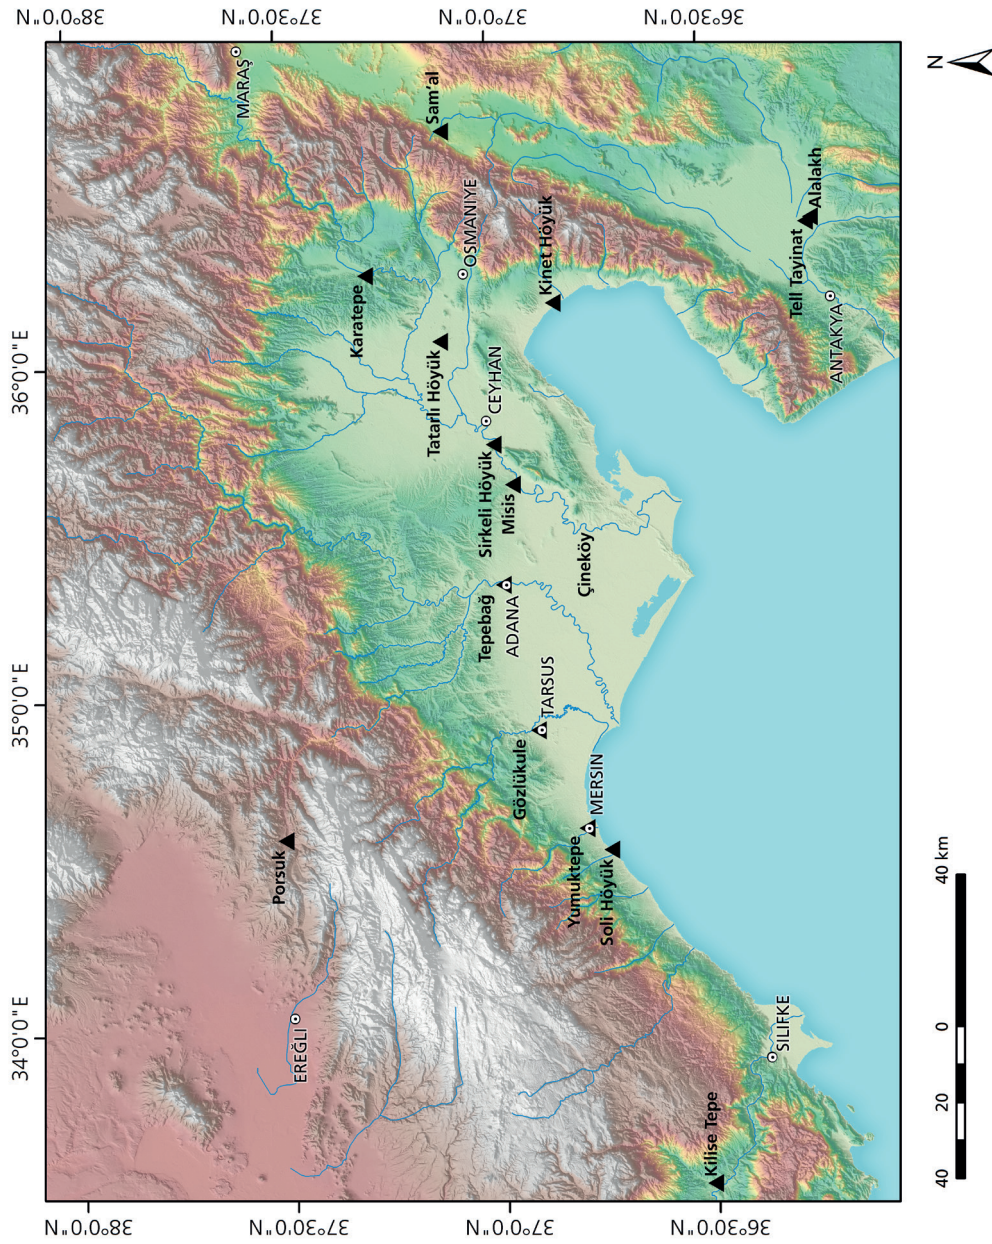 34°0'0"E
35°0'0"E
36°0'0"E
38°0'0"N
38°0'0"N
MARAŞ
37°30'0"N
Porsuk
37°30'0"N
EREĞLI
Karatepe
Sam‘al
Tatarlı Höyük
OSMANIYE
37°0'0"N
Sirkeli Höyük
Tepebağ
CEYHAN
Misis
37°0'0"N
ADANA
Gözlükule
Kinet Höyük
TARSUS
Yumuktepe
Çineköy
MERSIN
Soli Höyük
36°30'0"N
Kilise Tepe
36°30'0"N
SILIFKE
Tell Tayinat
Alalakh
ANTAKYA
N
40 20 0 40 km